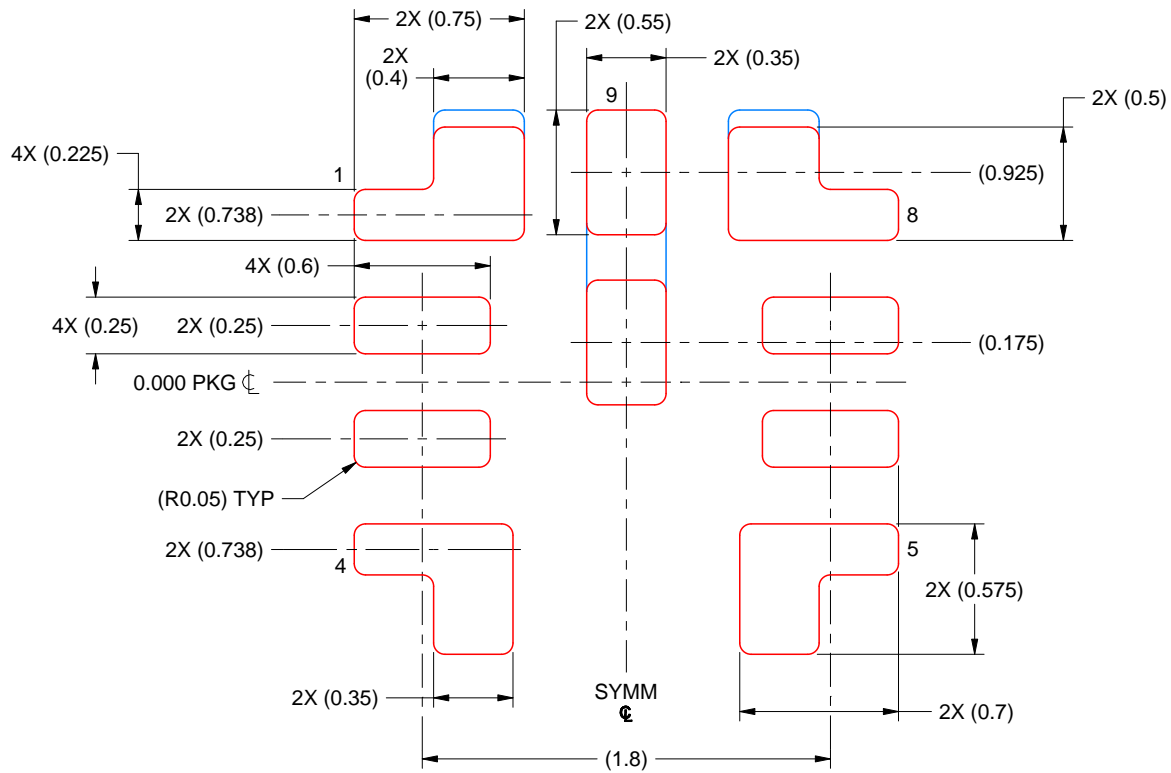 2X (0.75)
2X (0.55)
2X
(0.4)
2X (0.35)
9
2X (0.5)
4X (0.225)
1
(0.925)
2X (0.738)
8
4X (0.6)
4X (0.25)
2X (0.25)
(0.175)
0.000 PKG ℄
2X (0.25)
(R0.05) TYP
2X (0.738)
4
5
2X (0.575)
2X (0.35)
SYMM
℄
2X (0.7)
(1.8)